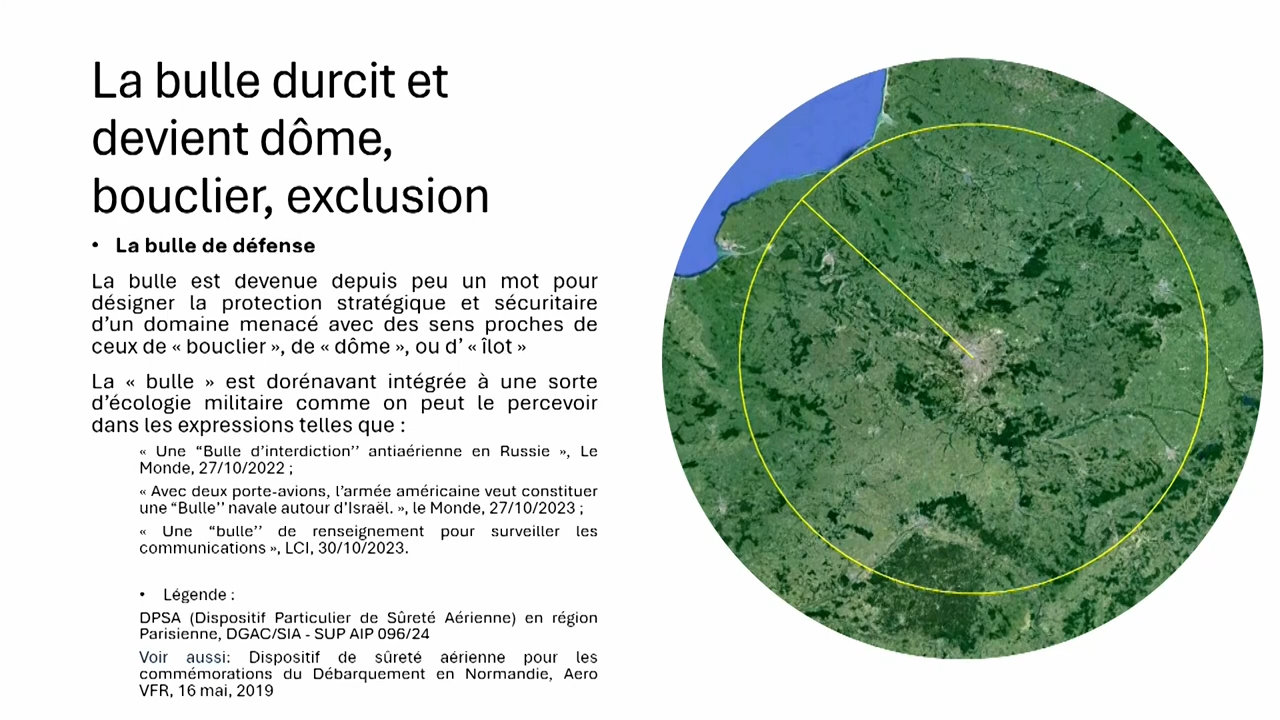 La bulle durcit et
devient dôme,
bouclier, exclusion
• La bulle de défense
La bulle est devenue depuis peu un mot pour
désigner la protection stratégique et sécuritaire
d’un domaine menacé avec des sens proches de
ceux de « bouclier », de « dôme », ou d’ « îlot »
La « bulle » est dorénavant intégrée à une sorte
d’écologie militaire comme on peut le percevoir
dans les expressions telles que :
« Une “Bulle d’interdiction’’ antiaérienne en Russie », Le
Monde, 27/10/2022 ;
« Avec deux porte-avions, l’armée américaine veut constituer
une “Bulle’’ navale autour d’Israël. », le Monde, 27/10/2023 ;
« Une “bulle’’ de renseignement pour surveiller les
communications », LCI, 30/10/2023.
• Légende :
DPSA (Dispositif Particulier de Sûreté Aérienne) en région
Parisienne, DGAC/SIA - SUP AIP 096/24
Voir aussi: Dispositif de sûreté aérienne pour les
commémorations du Débarquement en Normandie, Aero
VFR, 16 mai, 2019